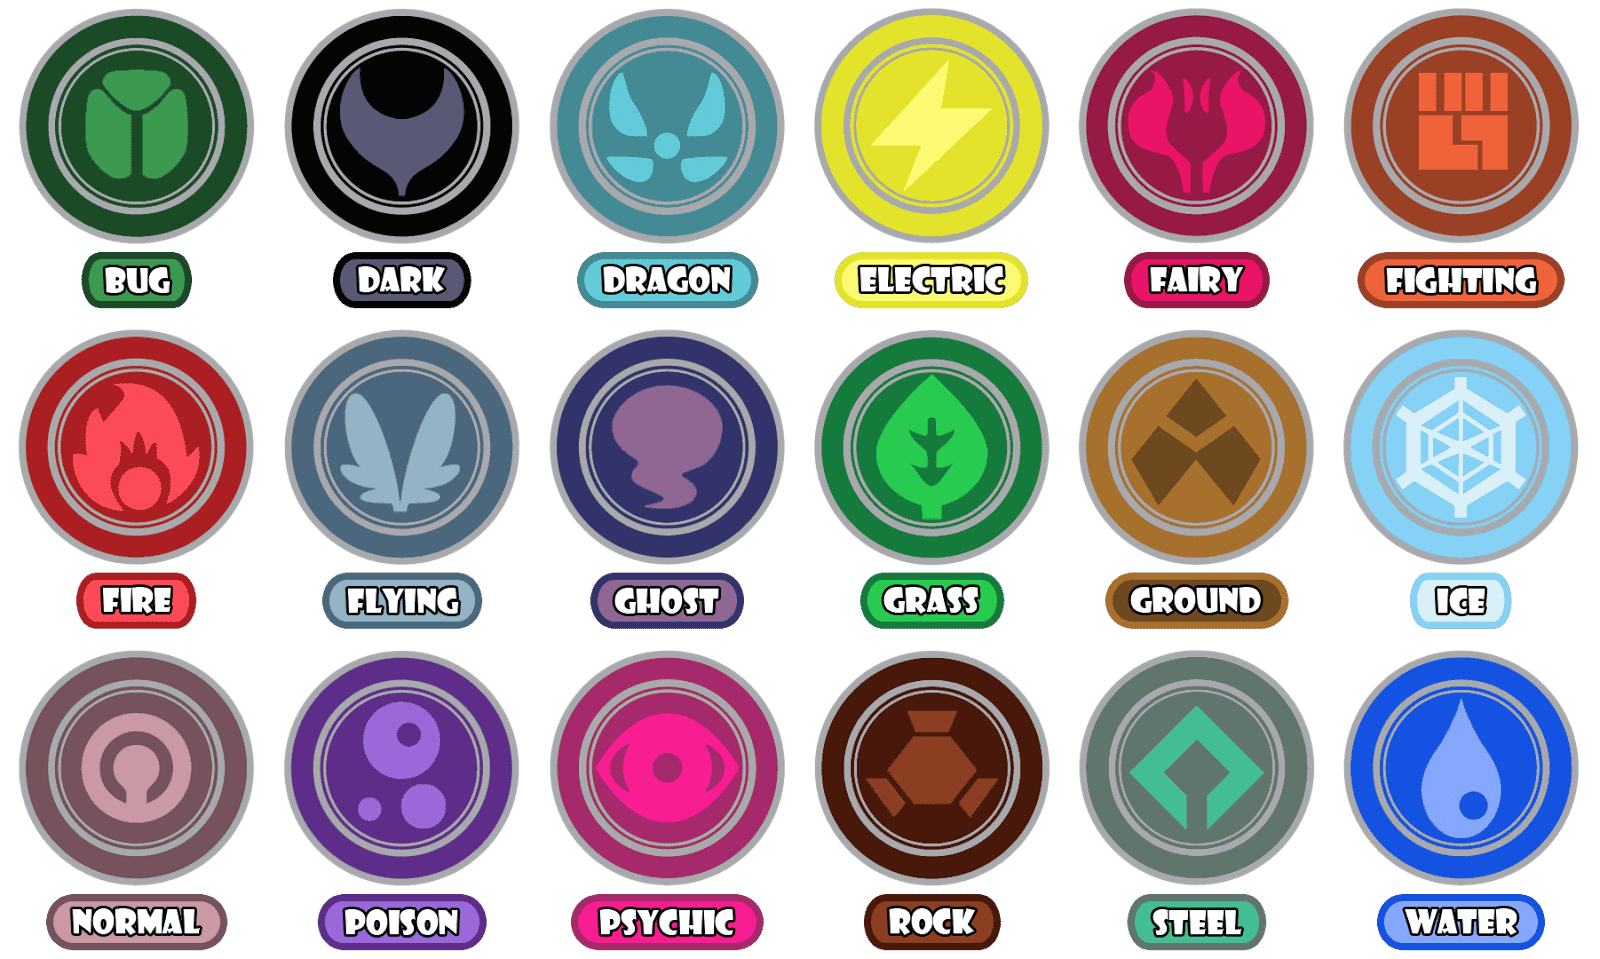 BUG
DARK
DRAGON
ELECTRIC
FAIRY
FIGHTING
FIRE
FLYING
GHOST
GRASS
GROUND
ICE
NORMAL
POISON
PSYCHIC
ROCK
STEEL
WATER